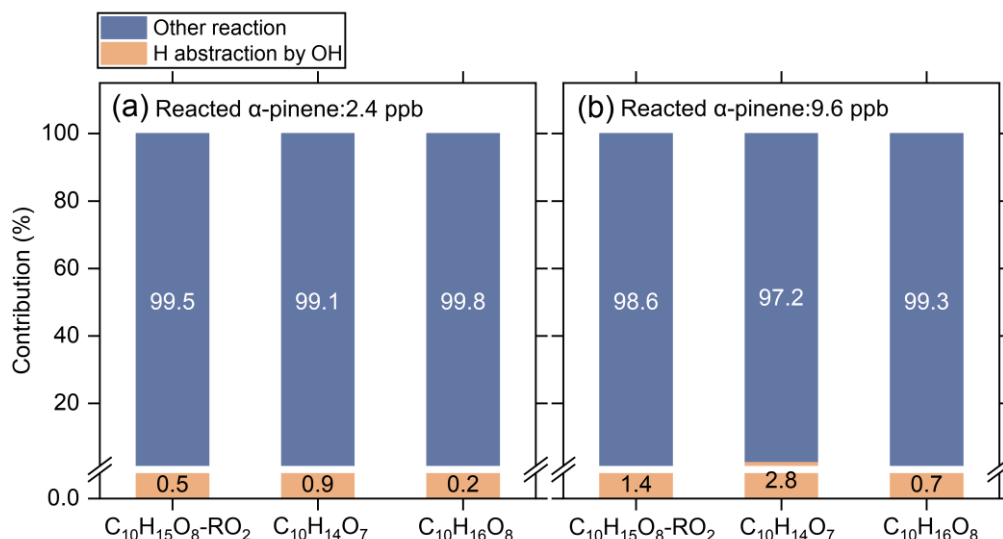 Other reaction
H abstraction by OH
(a) Reacted α-pinene:2.4 ppb
(b) Reacted α-pinene:9.6 ppb
Contribution (%)
100
80
60
40
20
0.0
99.5
99.1
99.8
98.6
97.2
99.3
0.5
0.9
0.2
1.4
2.8
0.7
C₁₀H₁₅O₈-RO₂
C₁₀H₁₄O₇
C₁₀H₁₆O₈
C₁₀H₁₅O₈-RO₂
C₁₀H₁₄O₇
C₁₀H₁₆O₈